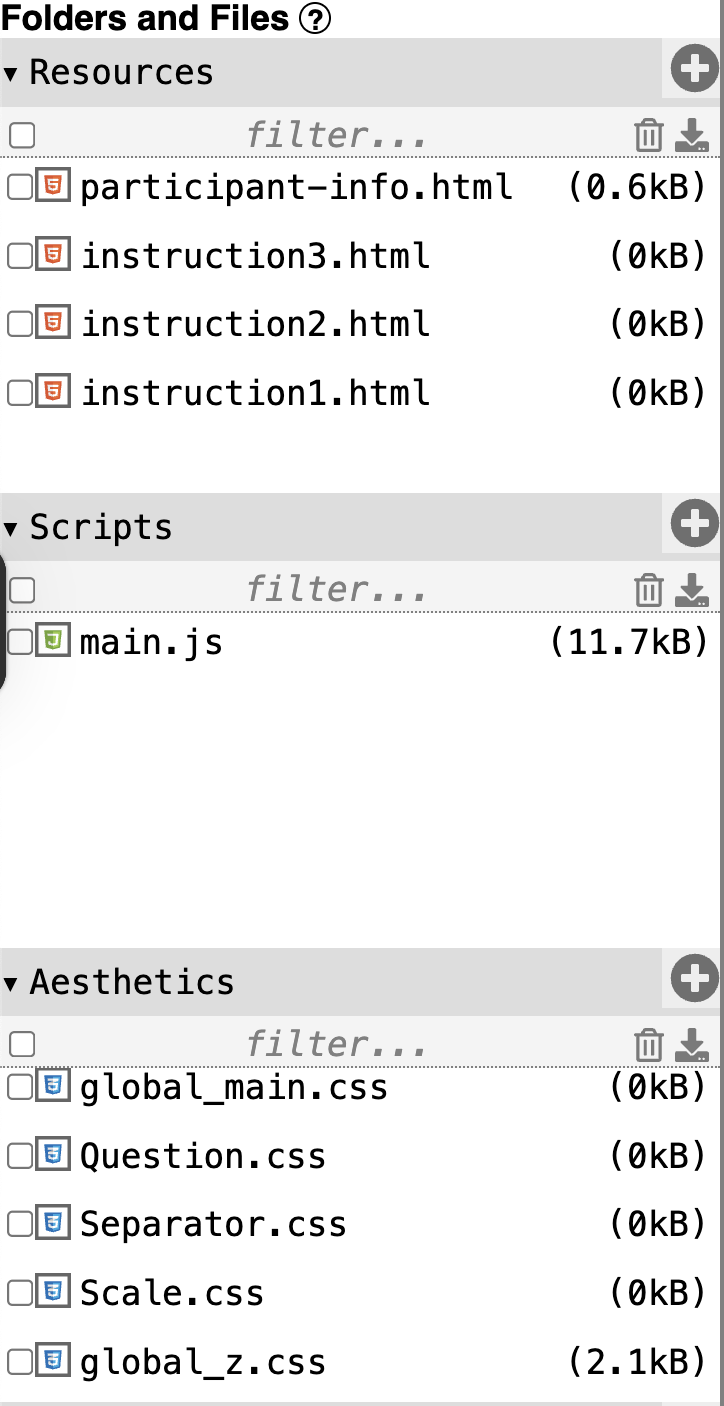 Folders and Files ?
▾ Resources
filter...
participant-info.html (0.6kB)
instruction3.html (0kB)
instruction2.html (0kB)
instruction1.html (0kB)
▾ Scripts
filter...
main.js (11.7kB)
▾ Aesthetics
filter...
global_main.css (0kB)
Question.css (0kB)
Separator.css (0kB)
Scale.css (0kB)
global_z.css (2.1kB)